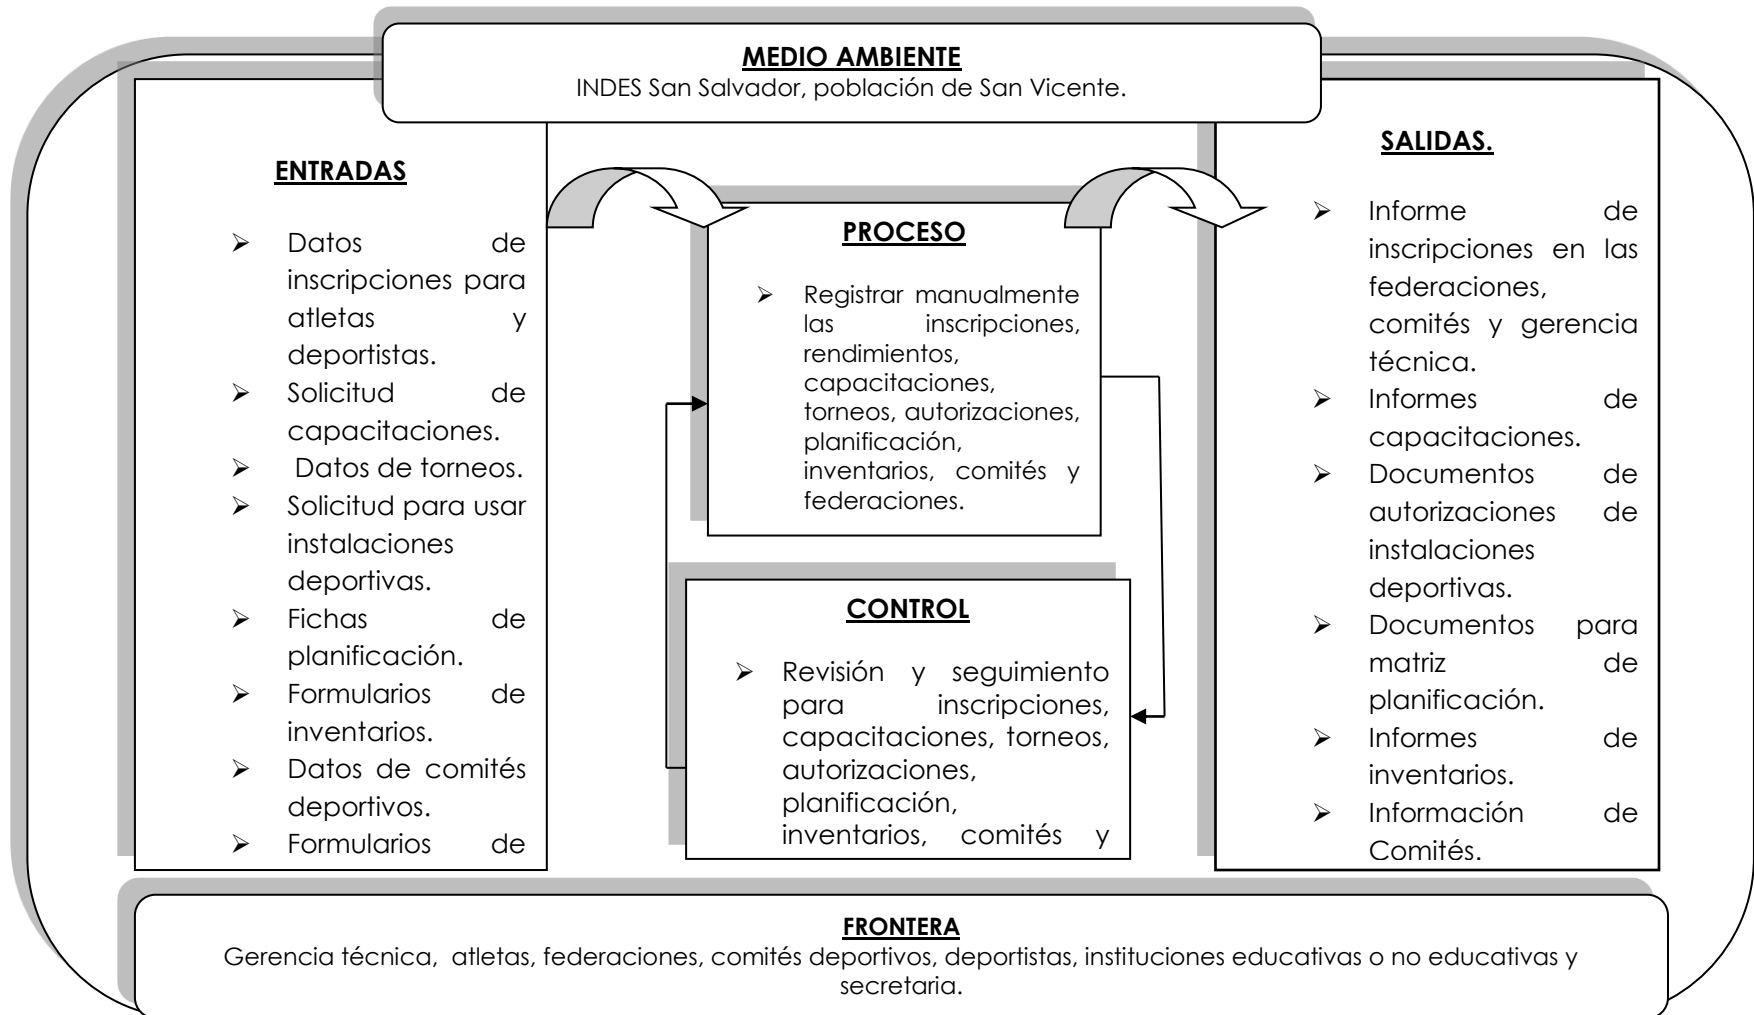 MEDIO AMBIENTE
INDES San Salvador, población de San Vicente.
ENTRADAS
➢ Datos de
inscripciones para
atletas y
deportistas.
➢ Solicitud de
capacitaciones.
➢ Datos de torneos.
➢ Solicitud para usar
instalaciones
deportivas.
➢ Fichas de
planificación.
➢ Formularios de
inventarios.
➢ Datos de comités
deportivos.
➢ Formularios de
PROCESO
➢ Registrar manualmente
las inscripciones,
rendimientos,
capacitaciones,
torneos, autorizaciones,
planificación,
inventarios, comités y
federaciones.
CONTROL
➢ Revisión y seguimiento
para inscripciones,
capacitaciones, torneos,
autorizaciones,
planificación,
inventarios, comités y
SALIDAS.
➢ Informe de
inscripciones en las
federaciones,
comités y gerencia
técnica.
➢ Informes de
capacitaciones.
➢ Documentos de
autorizaciones de
instalaciones
deportivas.
➢ Documentos para
matriz de
planificación.
➢ Informes de
inventarios.
➢ Información de
Comités.
FRONTERA
Gerencia técnica, atletas, federaciones, comités deportivos, deportistas, instituciones educativas o no educativas y
secretaria.